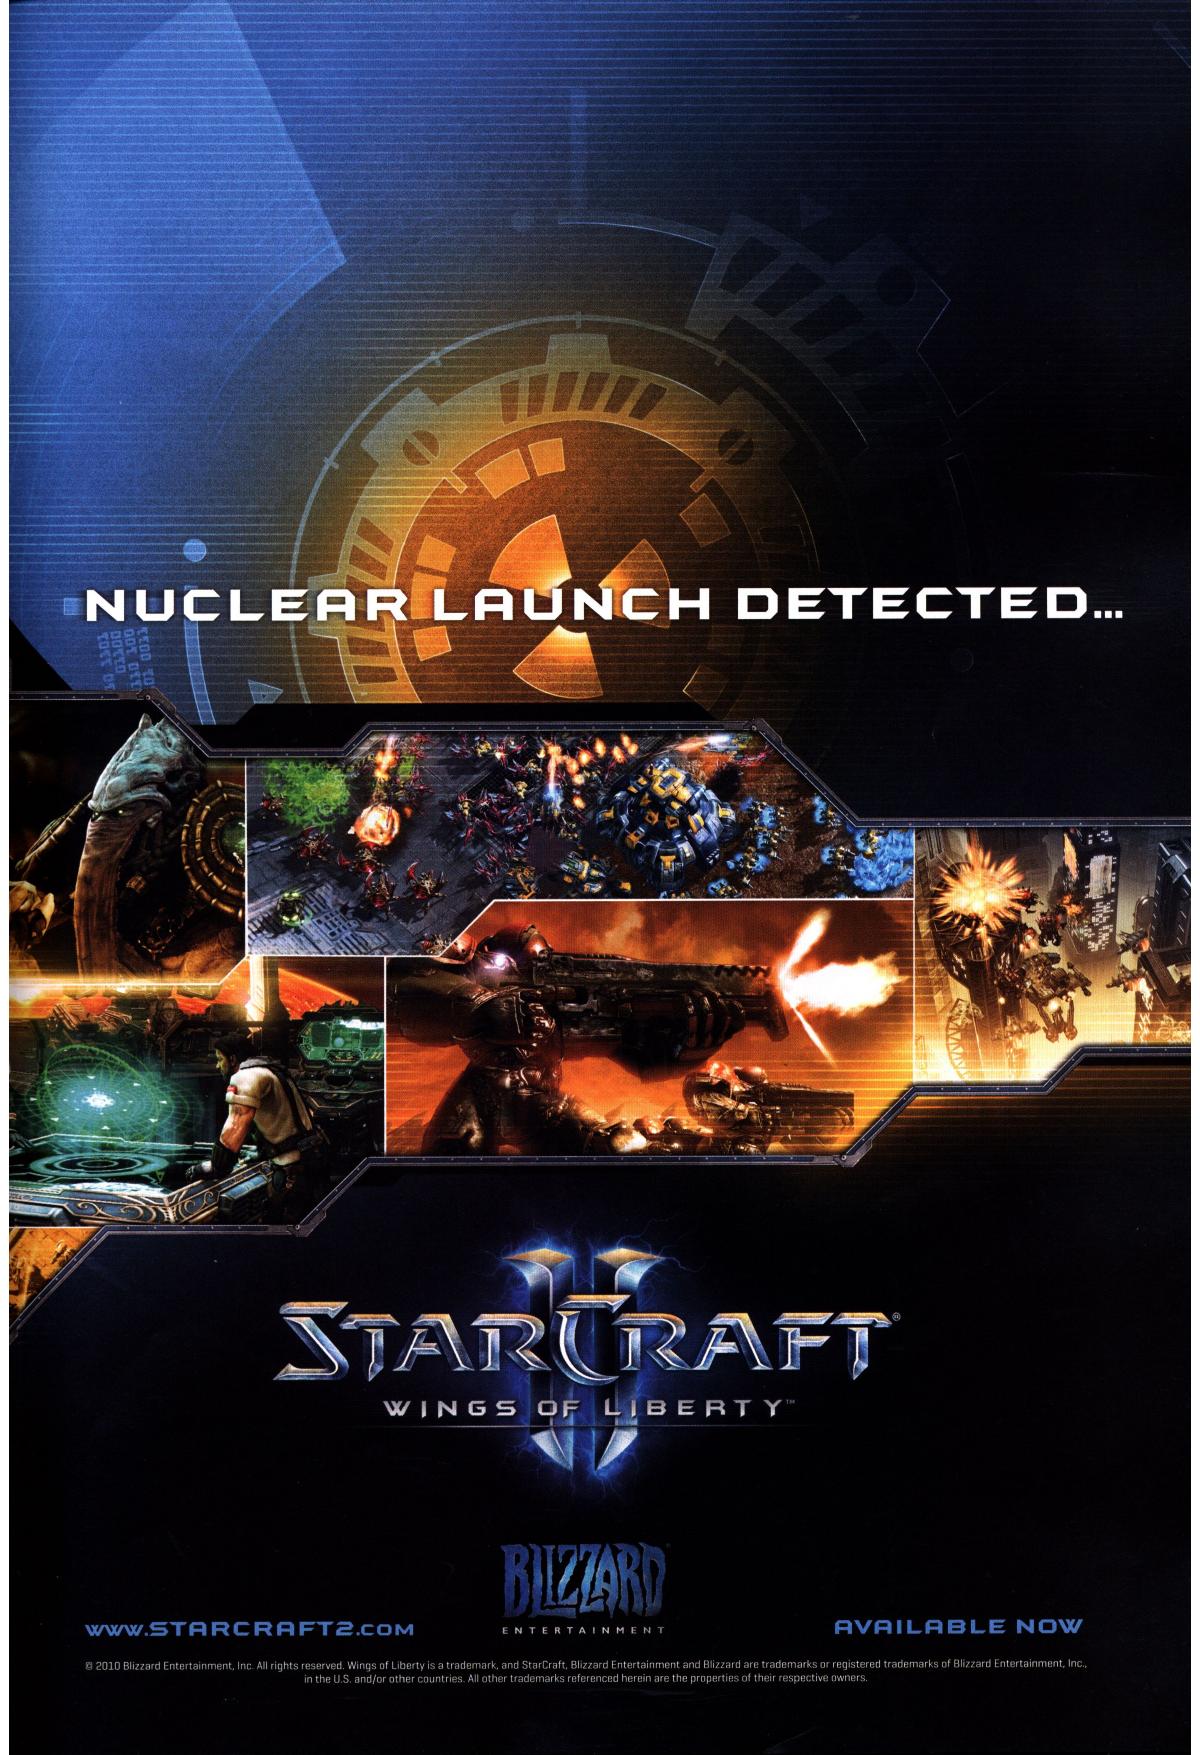 NUCLEAR LAUNCH DETECTED...
II
STARCRAFT®
WINGS OF LIBERTY™
BLIZZARD®
ENTERTAINMENT
WWW.STARCRAFT2.COM
AVAILABLE NOW
© 2010 Blizzard Entertainment, Inc. All rights reserved. Wings of Liberty is a trademark, and StarCraft, Blizzard Entertainment and Blizzard are trademarks or registered trademarks of Blizzard Entertainment, Inc.,
in the U.S. and/or other countries. All other trademarks referenced herein are the properties of their respective owners.